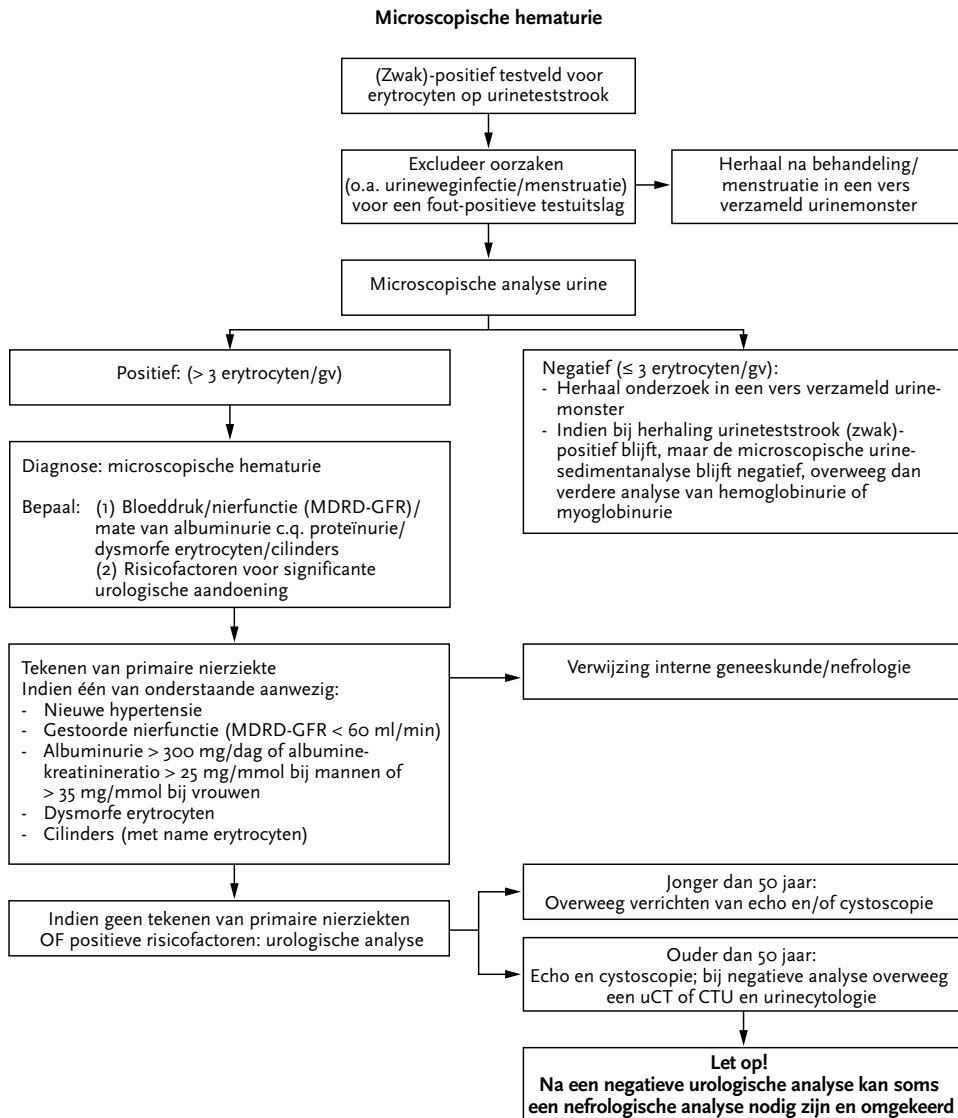 Microscopische hematurie
(Zwak)-positief testveld voor
erytrocyten op urineteststrook
Excludeer oorzaken
(o.a. urineweginfectie/menstruatie)
voor een fout-positieve testuitslag
Herhaal na behandeling/
menstruatie in een vers
verzameld urinemonster
Microscopische analyse urine
Positief: (> 3 erytrocyten/gv)
Negatief (≤ 3 erytrocyten/gv):
- Herhaal onderzoek in een vers verzameld urine-
monster
- Indien bij herhaling urineteststrook (zwak)-
positief blijft, maar de microscopische urine-
sedimentanalyse blijft negatief, overweeg dan
verdere analyse van hemoglobinurie of
myoglobinurie
Diagnose: microscopische hematurie
Bepaal: (1) Bloeddruk/nierfunctie (MDRD-GFR)/
mate van albuminurie c.q. proteïnurie/
dysmorfe erytrocyten/cilinders
(2) Risicofactoren voor significante
urologische aandoening
Tekenen van primaire nierziekte
Indien één van onderstaande aanwezig:
- Nieuwe hypertensie
- Gestoorde nierfunctie (MDRD-GFR < 60 ml/min)
- Albuminurie > 300 mg/dag of albumine-
kreatinineratio > 25 mg/mmol bij mannen of
> 35 mg/mmol bij vrouwen
- Dysmorfe erytrocyten
- Cilinders (met name erytrocyten)
Verwijzing interne geneeskunde/nefrologie
Indien geen tekenen van primaire nierziekten
OF positieve risicofactoren: urologische analyse
Jonger dan 50 jaar:
Overweeg verrichten van echo en/of cystoscopie
Ouder dan 50 jaar:
Echo en cystoscopie; bij negatieve analyse overweeg
een uCT of CTU en urinecytologie
Let op!
Na een negatieve urologische analyse kan soms
een nefrologische analyse nodig zijn en omgekeerd